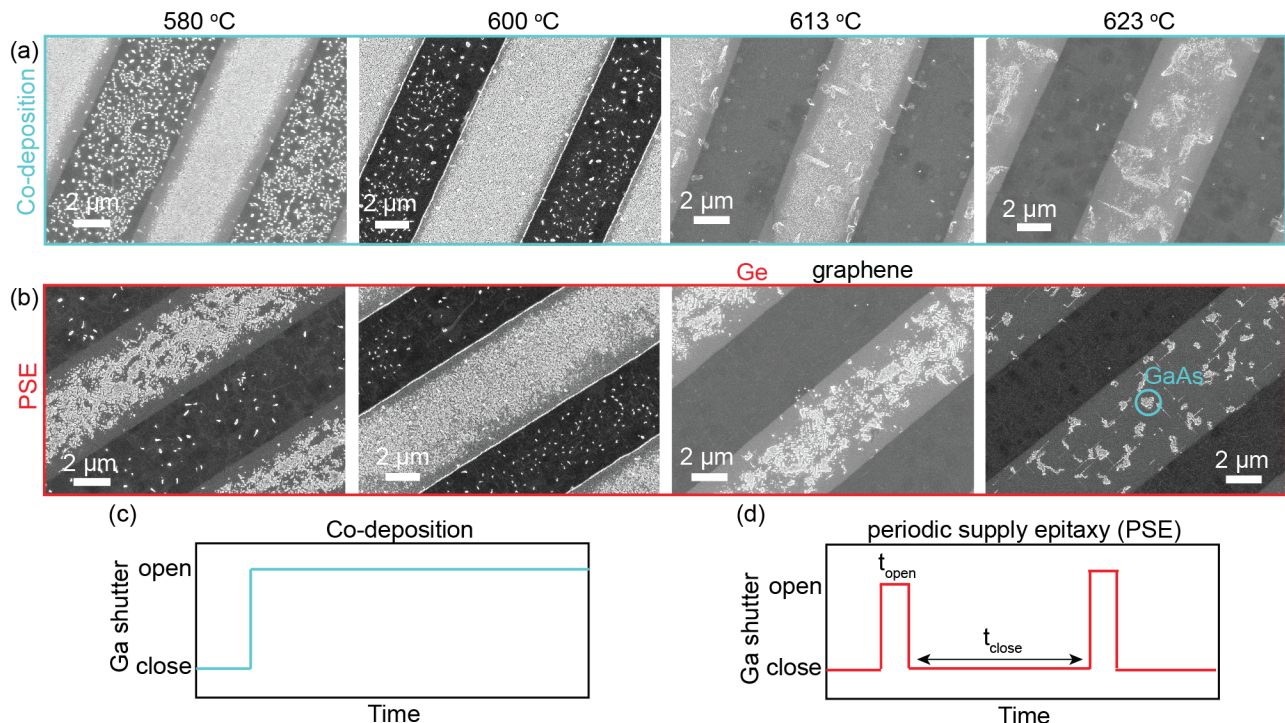 580 °C
600 °C
613 °C
623 °C
(a)
Co-deposition
2 μm
2 μm
2 μm
2 μm
Ge
graphene
(b)
PSE
2 μm
2 μm
2 μm
GaAs
2 μm
(c)
Co-deposition
open
close
Ga shutter
Time
(d)
periodic supply epitaxy (PSE)
t_open
open
t_close
close
Ga shutter
Time